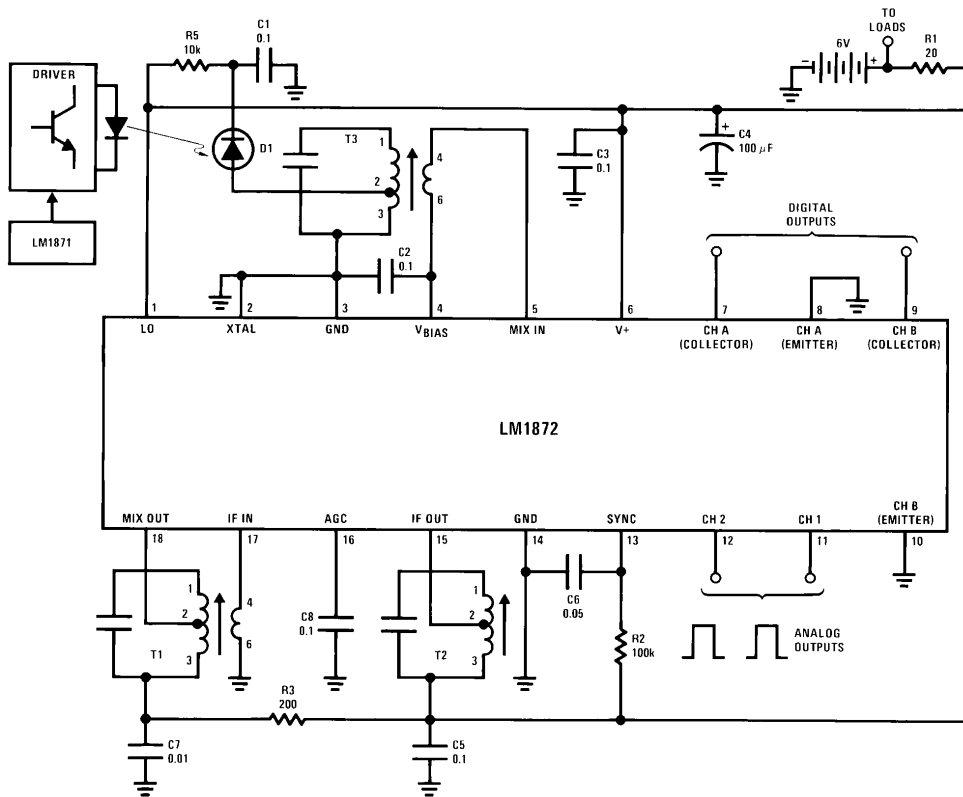 C1
0.1
R5
10k
TO
LOADS
6V
- +
R1
20
DRIVER
D1
T3
1
2
3
4
6
C3
0.1
+
C4
100 μF
LM1871
C2
0.1
DIGITAL
OUTPUTS
1
2
3
4
5
6
7
8
9
LO
XTAL
GND
VBIAS
MIX IN
V+
CH A
(COLLECTOR)
CH A
(EMITTER)
CH B
(COLLECTOR)
LM1872
MIX OUT
IF IN
AGC
IF OUT
GND
SYNC
CH 2
CH 1
CH B
(EMITTER)
18
17
16
15
14
13
12
11
10
1
2
3
T1
4
6
C8
0.1
1
2
3
T2
C6
0.05
R2
100k
ANALOG
OUTPUTS
R3
200
C7
0.01
C5
0.1